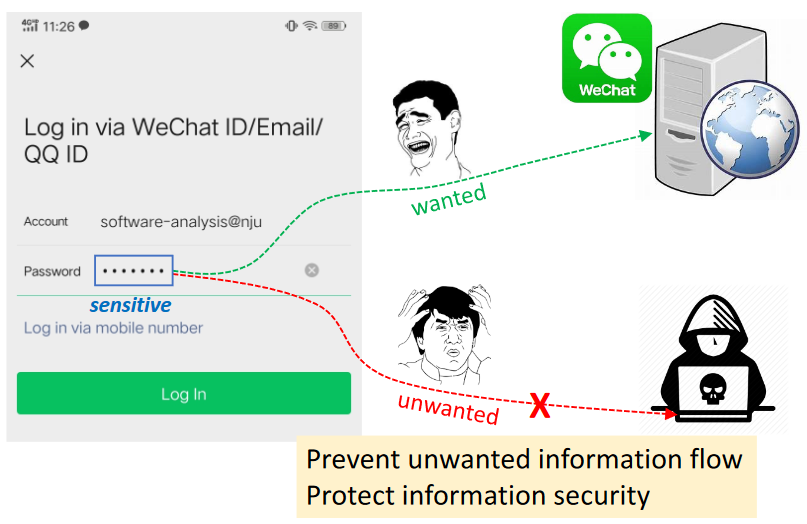 4Gᴴᴰ 11:26
89
Log in via WeChat ID/Email/
QQ ID
Account software-analysis@nju
Password •••••••
sensitive
Log in via mobile number
Log In
wanted
WeChat
unwanted
X
Prevent unwanted information flow
Protect information security